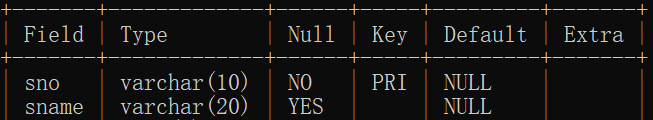 +-------+-------------+------+-----+---------+-------+
| Field | Type | Null | Key | Default | Extra |
+-------+-------------+------+-----+---------+-------+
| sno | varchar(10) | NO | PRI | NULL | |
| sname | varchar(20) | YES | | NULL | |